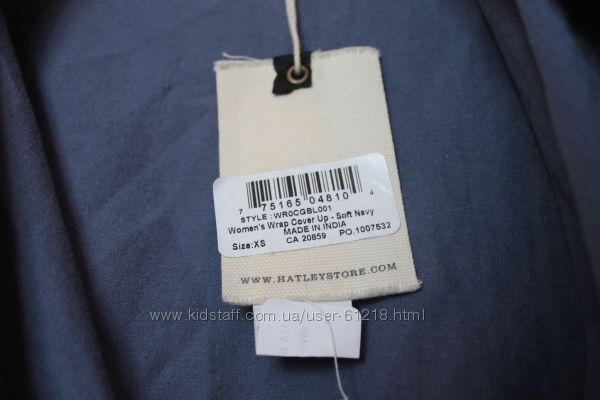 7 75165 04810 4
STYLE : WR0CGBL001
Women's Wrap Cover Up - Soft Navy
MADE IN INDIA
Size:XS CA 20859 PO.1007532
WWW.HATLEYSTORE.COM
www.kidstaff.com.ua/user-61218.html